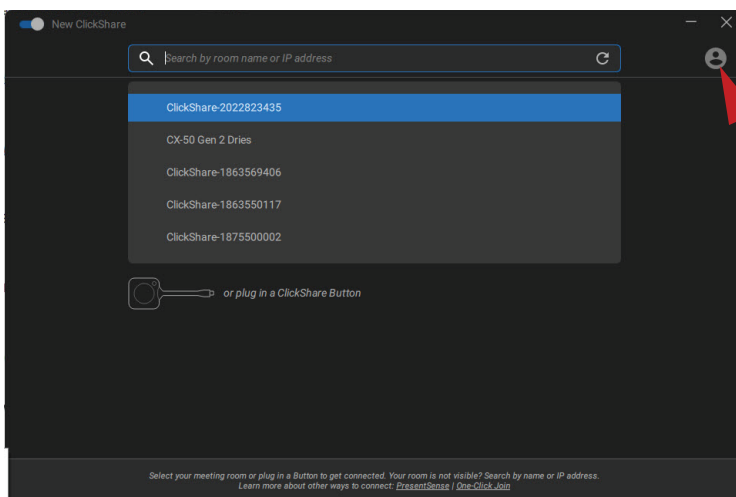 New ClickShare
Search by room name or IP address
ClickShare-2022823435
CX-50 Gen 2 Dries
ClickShare-1863569406
ClickShare-1863550117
ClickShare-1875500002
or plug in a ClickShare Button
Select your meeting room or plug in a Button to get connected. Your room is not visible? Search by name or IP address.
Learn more about other ways to connect: PresentSense | One-Click Join